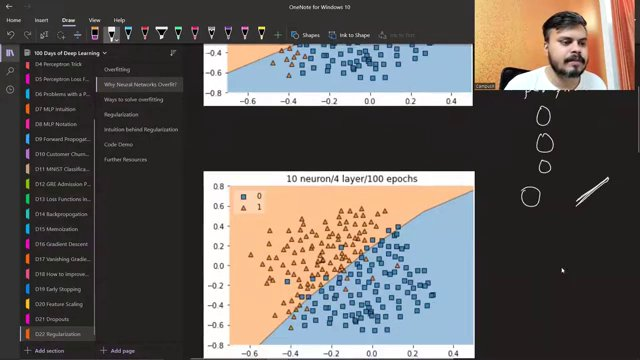 OneNote for Windows 10
Home Insert Draw View Help
Shapes
Ink to Shape
100 Days of Deep Learning
D4 Perceptron Trick
D5 Perceptron Loss F...
D6 Problems with a P...
D7 MLP Intuition
D8 MLP Notation
D9 Forward Propogat...
D10 Customer Churn...
D11 MNIST Classifica...
D12 GRE Admission P...
D13 Loss Functions in...
D14 Backpropagation
D15 Memoization
D16 Gradient Descent
D17 Vanishing Gradie...
D18 How to improve...
D19 Early Stopping
D20 Feature Scaling
D21 Dropouts
D22 Regularization
Add section
Add page
Overfitting
Why Neural Networks Overfit?
Ways to solve overfitting
Regularization
Intuition behind Regularization
Code Demo
Further Resources
−0.4
−0.6
−0.8
−0.6 −0.4 −0.2 0.0 0.2 0.4
10 neuron/4 layer/100 epochs
0
1
0.8
0.6
0.4
0.2
0.0
−0.2
−0.4
−0.6
−0.8
−0.6 −0.4 −0.2 0.0 0.2 0.4
CampusX